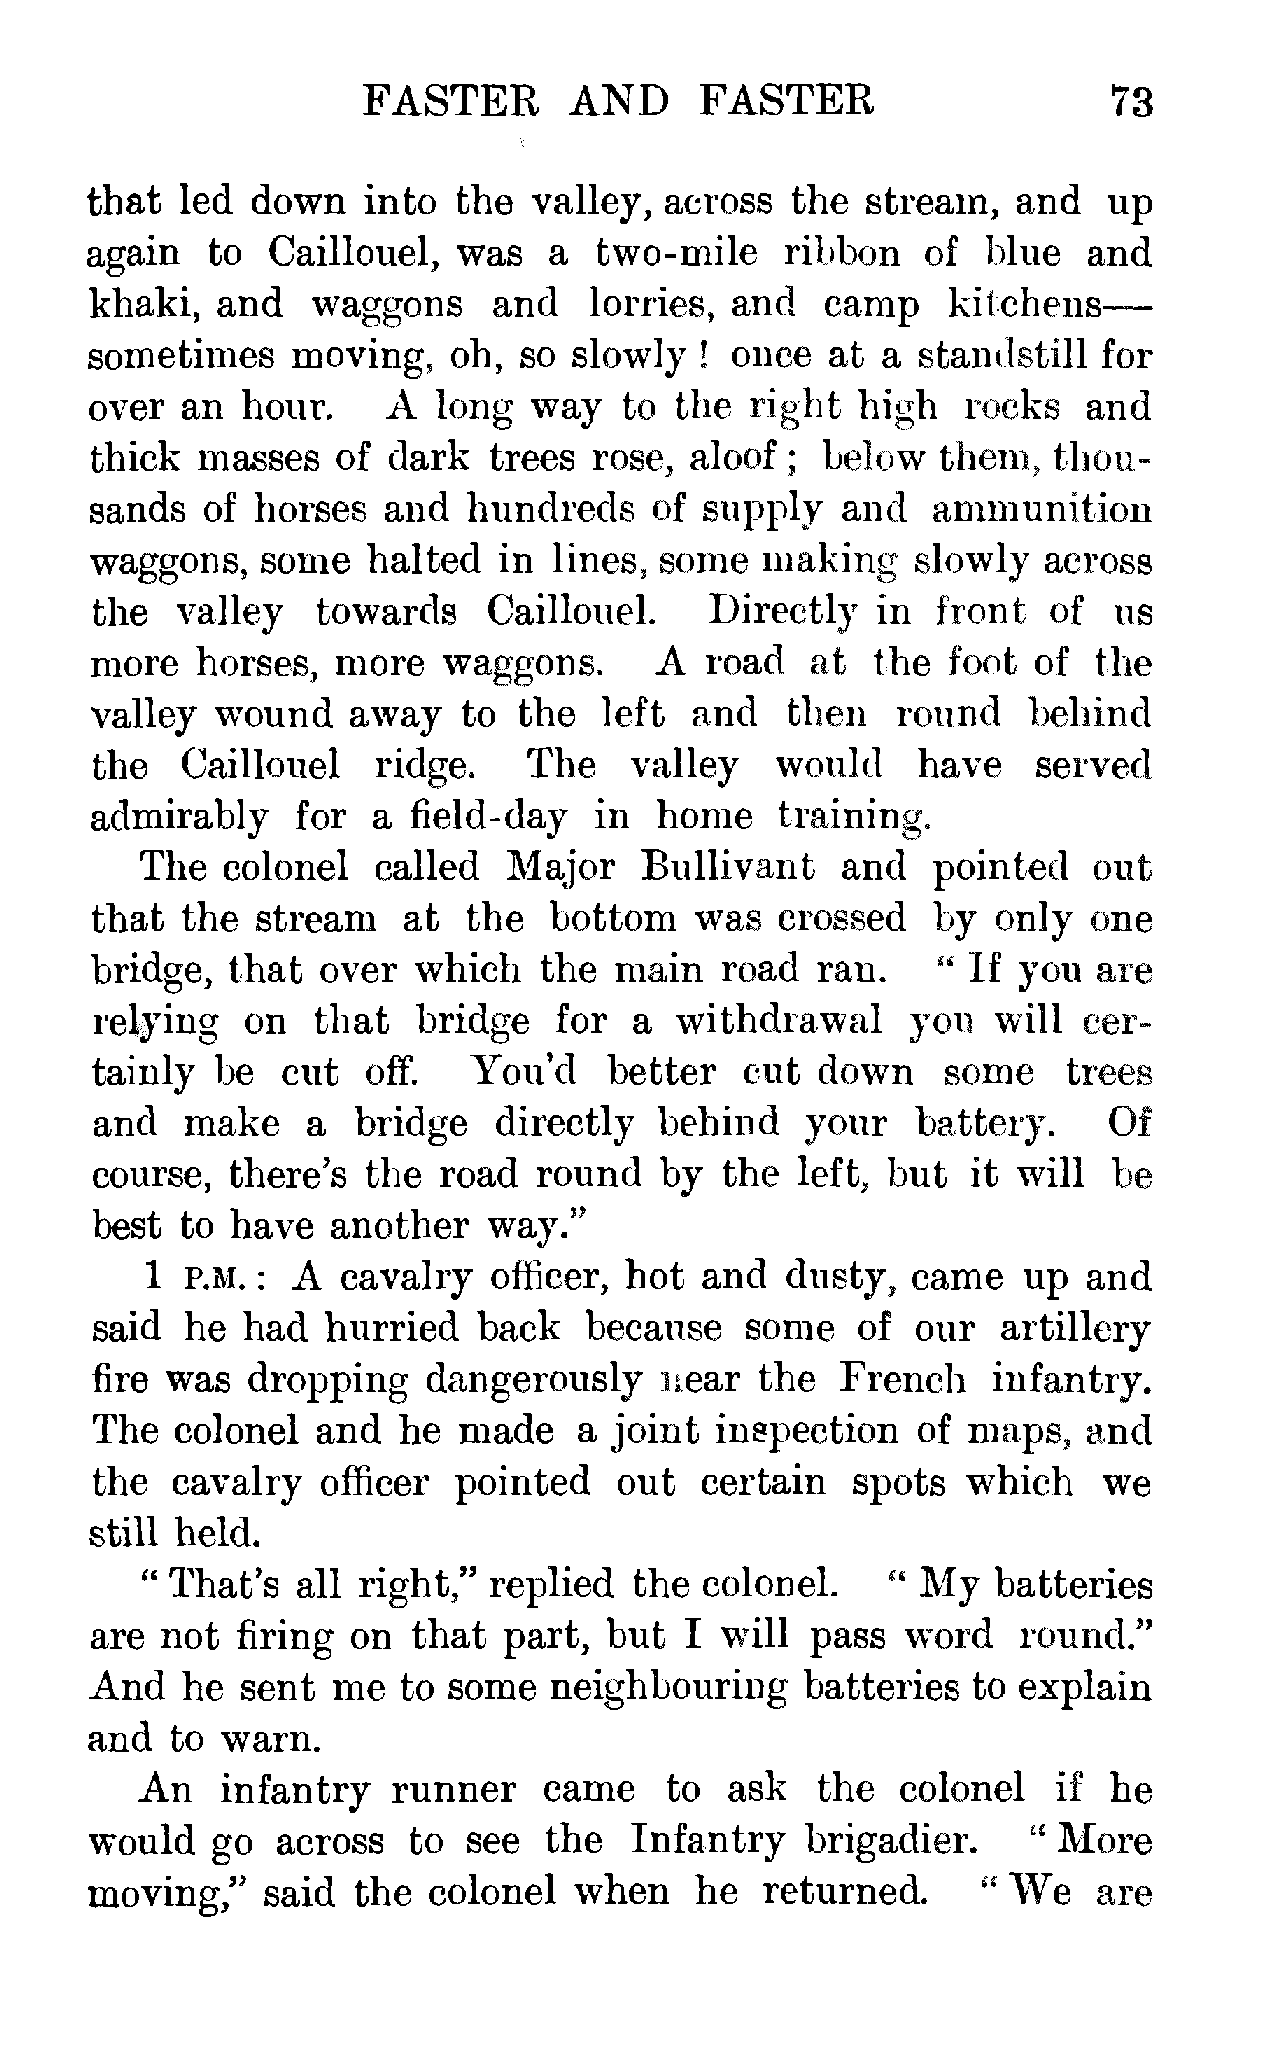 FASTER AND FASTER 73
that led down into the valley, across the stream, and up
again to Caillouel, was a two-mile ribbon of blue and
khaki, and waggons and lorries, and camp kitchens—
sometimes moving, oh, so slowly ! once at a standstill for
over an hour. A long way to the right high rocks and
thick masses of dark trees rose, aloof ; below them, thou-
sands of horses and hundreds of supply and ammunition
waggons, some halted in lines, some making slowly across
the valley towards Caillouel. Directly in front of us
more horses, more waggons. A road at the foot of the
valley wound away to the left and then round behind
the Caillouel ridge. The valley would have served
admirably for a field-day in home training.
The colonel called Major Bullivant and pointed out
that the stream at the bottom was crossed by only one
bridge, that over which the main road ran. “ If you are
relying on that bridge for a withdrawal you will cer-
tainly be cut off. You’d better cut down some trees
and make a bridge directly behind your battery. Of
course, there’s the road round by the left, but it will be
best to have another way.”
1 P.M. : A cavalry officer, hot and dusty, came up and
said he had hurried back because some of our artillery
fire was dropping dangerously near the French infantry.
The colonel and he made a joint inspection of maps, and
the cavalry officer pointed out certain spots which we
still held.
“ That’s all right,” replied the colonel. “ My batteries
are not firing on that part, but I will pass word round.”
And he sent me to some neighbouring batteries to explain
and to warn.
An infantry runner came to ask the colonel if he
would go across to see the Infantry brigadier. “ More
moving,” said the colonel when he returned. “ We are